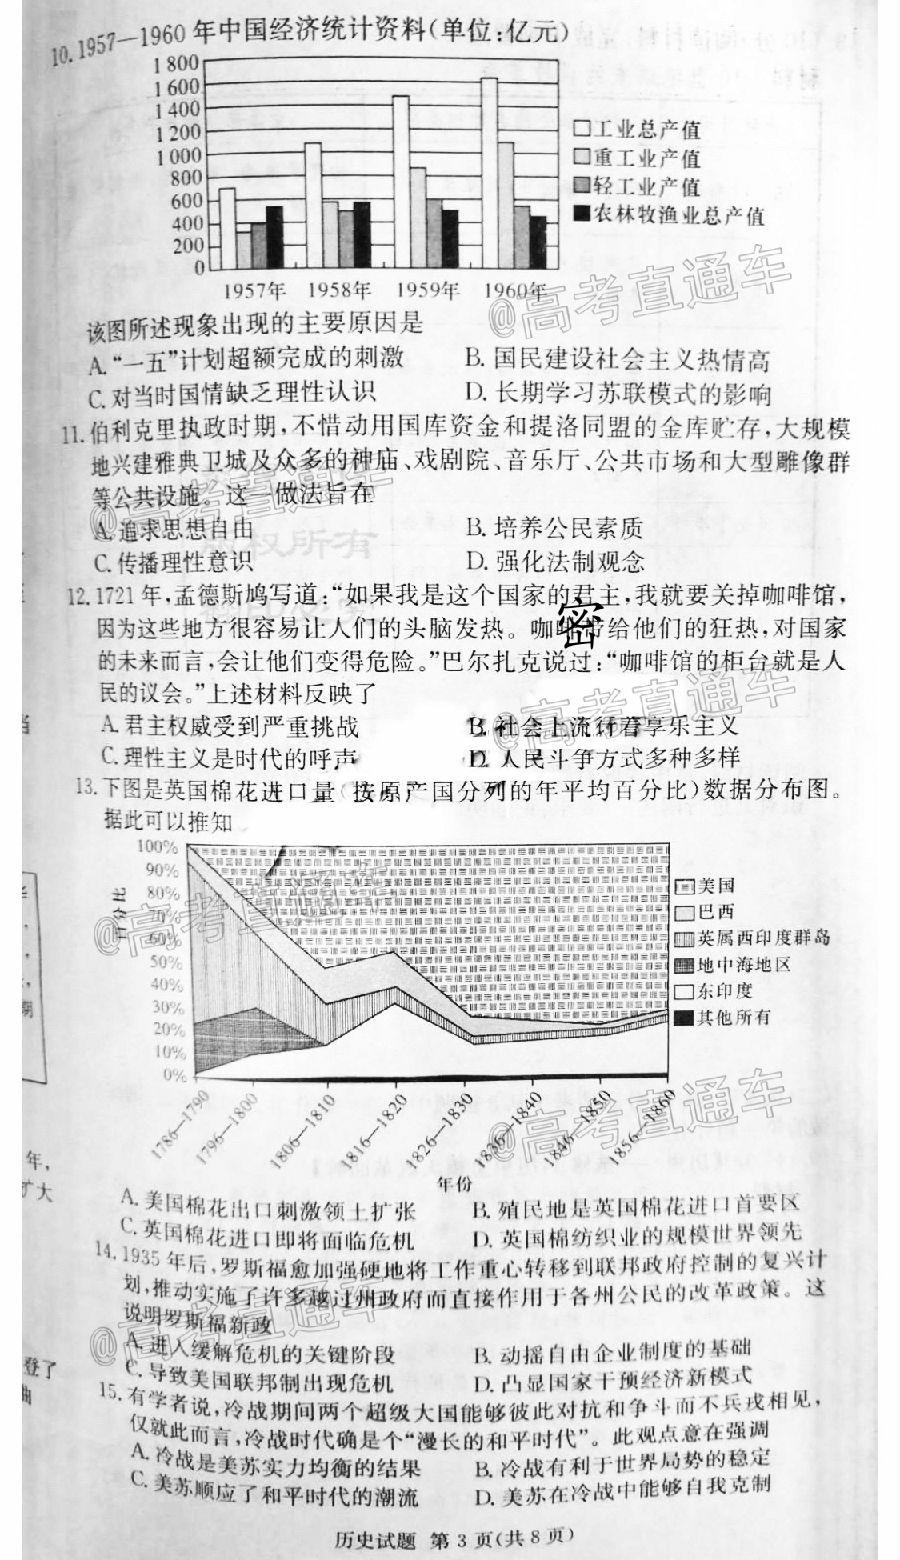 10.1957—1960年中国经济统计资料(单位:亿元)
1800
1600
1400
1200
1000
800
600
400
200
0
1957年 1958年 1959年 1960年
工业总产值
重工业产值
轻工业产值
农林牧渔业总产值
该图所述现象出现的主要原因是
A.“一五”计划超额完成的刺激 B.国民建设社会主义热情高
C.对当时国情缺乏理性认识 D.长期学习苏联模式的影响
11.伯利克里执政时期,不惜动用国库资金和提洛同盟的金库贮存,大规模
地兴建雅典卫城及众多的神庙、戏剧院、音乐厅、公共市场和大型雕像群
等公共设施。这一做法旨在
A.追求思想自由 B.培养公民素质
C.传播理性意识 D.强化法制观念
12.1721年,孟德斯鸠写道:“如果我是这个国家的君主,我就要关掉咖啡馆,
因为这些地方很容易让人们的头脑发热。咖 给他们的狂热,对国家
的未来而言,会让他们变得危险。”巴尔扎克说过:“咖啡馆的柜台就是人
民的议会。”上述材料反映了
A.君主权威受到严重挑战 B.社会上流行着享乐主义
C.理性主义是时代的呼声 D.人民斗争方式多种多样
密
13.下图是英国棉花进口量(按原产国分列的年平均百分比)数据分布图。
据此可以推知
100%
90%
80%
70%
60%
50%
40%
30%
20%
10%
0%
百分比
1786—1790 1796—1800 1806—1810 1816—1820 1826—1830 1836—1840 1846—1850 1856—1860
年份
美国
巴西
英属西印度群岛
地中海地区
东印度
其他所有
A.美国棉花出口刺激领土扩张 B.殖民地是英国棉花进口首要区
C.英国棉花进口即将面临危机 D.英国棉纺织业的规模世界领先
14.1935年后,罗斯福愈加强硬地将工作重心转移到联邦政府控制的复兴计
划,推动实施了许多越过州政府而直接作用于各州公民的改革政策。这
说明罗斯福新政
A.进入缓解危机的关键阶段 B.动摇自由企业制度的基础
C.导致美国联邦制出现危机 D.凸显国家干预经济新模式
15.有学者说,冷战期间两个超级大国能够彼此对抗和争斗而不兵戎相见,
仅就此而言,冷战时代确是个“漫长的和平时代”。此观点意在强调
A.冷战是美苏实力均衡的结果 B.冷战有利于世界局势的稳定
C.美苏顺应了和平时代的潮流 D.美苏在冷战中能够自我克制
历史试题 第3页(共8页)
@高考直通车
@高考直通车
版权所有
@高考直通车
@高考直通车
@高考直通车
@高考直通车
年,
扩大
登了
期